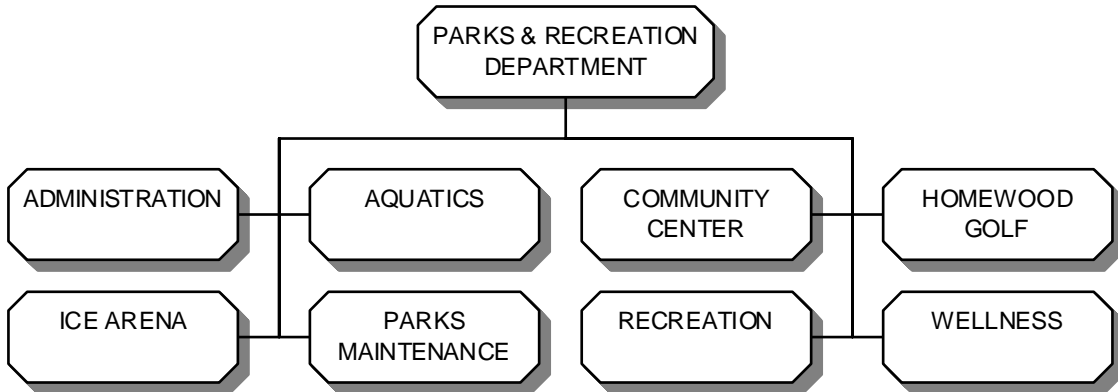 PARKS & RECREATION
DEPARTMENT
ADMINISTRATION
AQUATICS
COMMUNITY
CENTER
HOMEWOOD
GOLF
ICE ARENA
PARKS
MAINTENANCE
RECREATION
WELLNESS